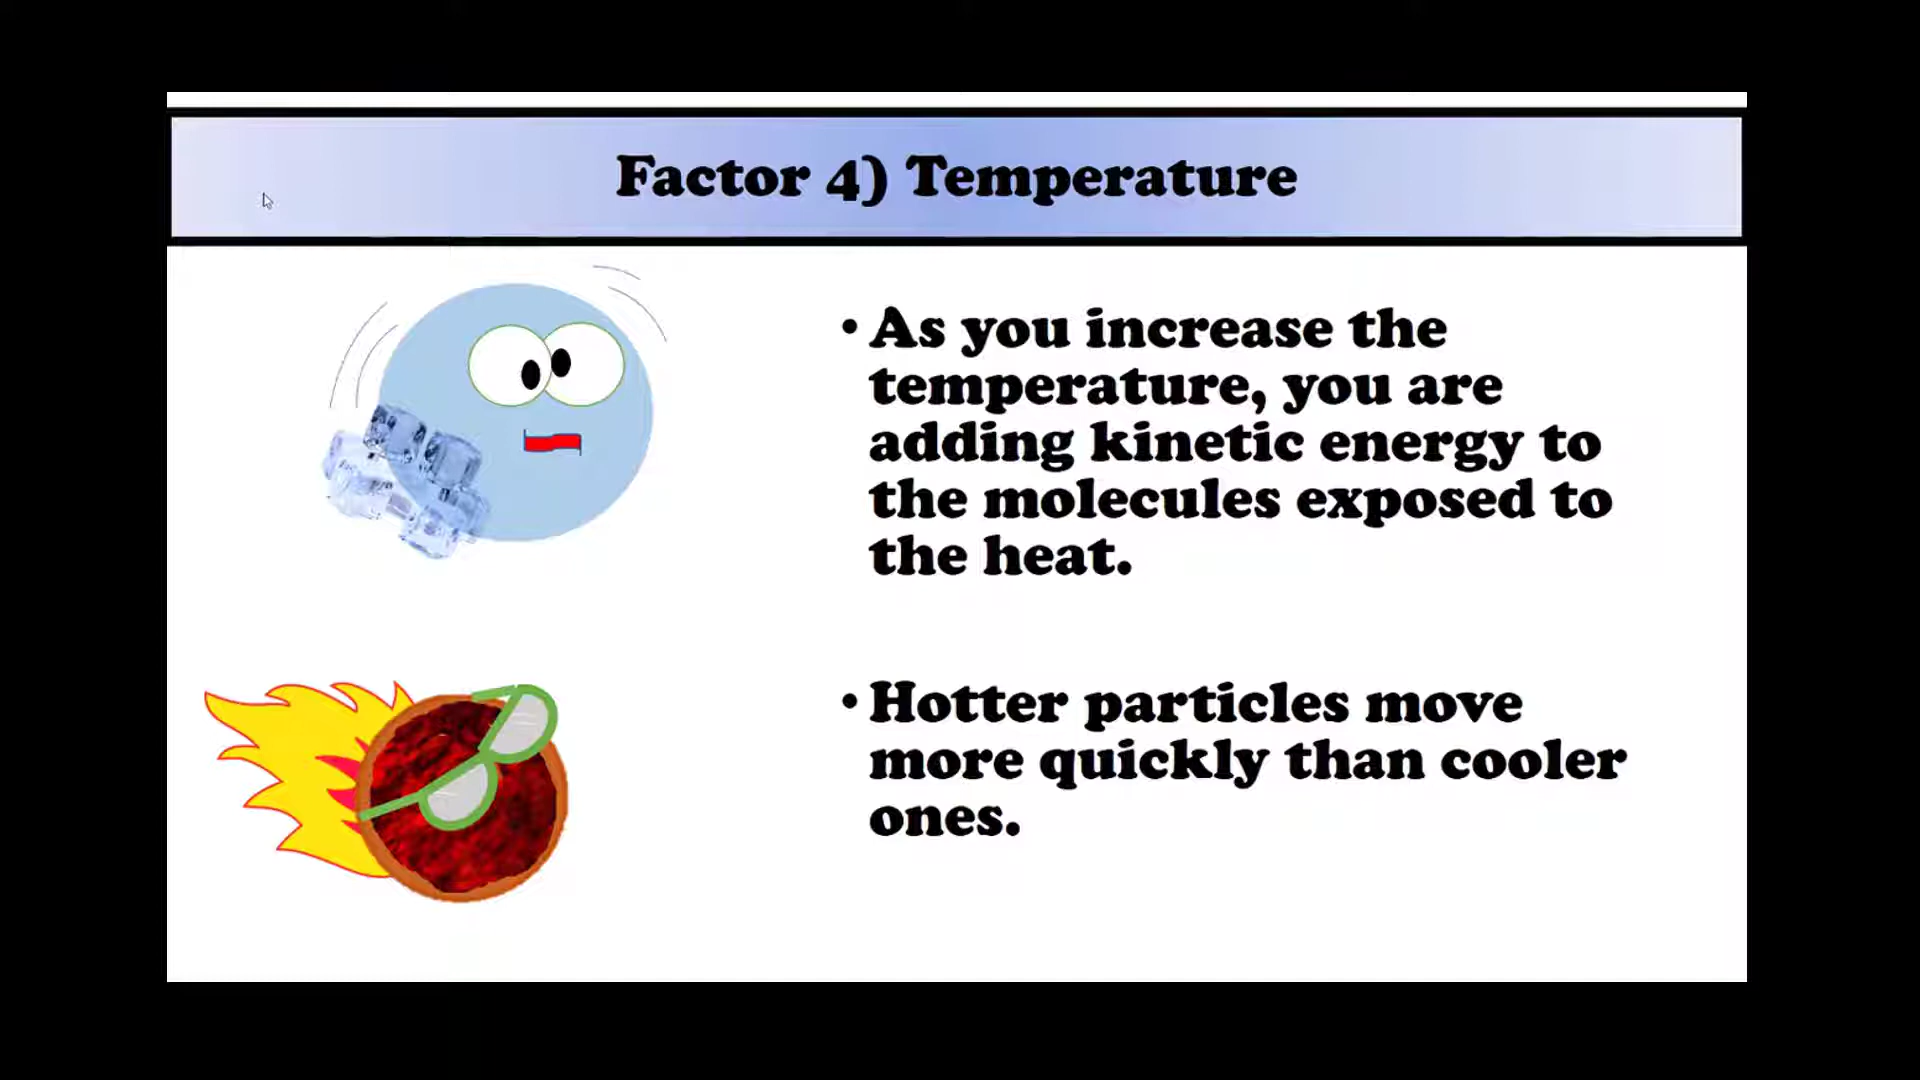 Factor 4) Temperature
• As you increase the
temperature, you are
adding kinetic energy to
the molecules exposed to
the heat.
• Hotter particles move
more quickly than cooler
ones.